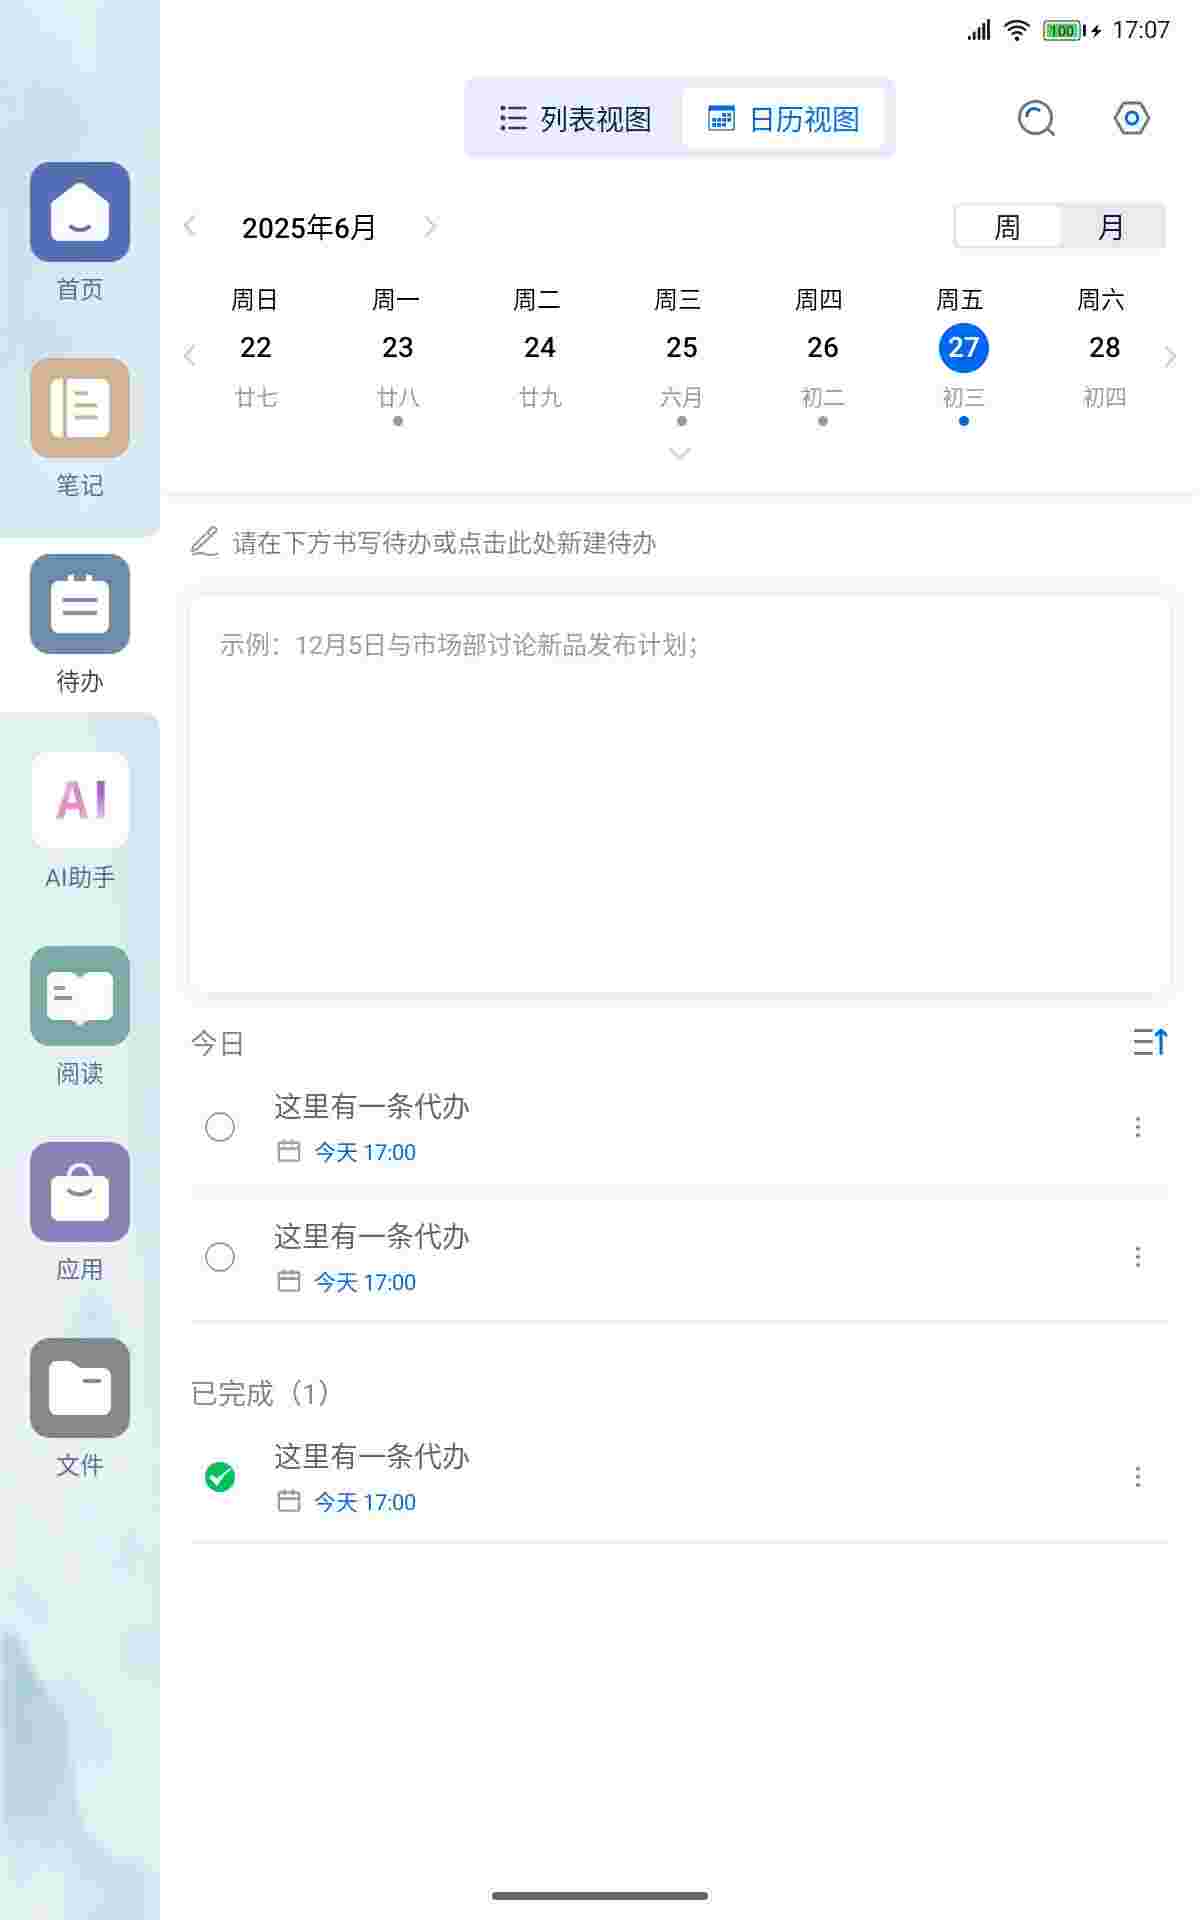 100 17:07
列表视图 日历视图
2025年6月 周 月
周日 周一 周二 周三 周四 周五 周六
22 23 24 25 26 27 28
廿七 廿八 廿九 六月 初二 初三 初四
请在下方书写待办或点击此处新建待办
示例：12月5日与市场部讨论新品发布计划；
今日
这里有一条代办
今天 17:00
这里有一条代办
今天 17:00
已完成（1）
这里有一条代办
今天 17:00
首页
笔记
待办
AI
AI助手
阅读
应用
文件